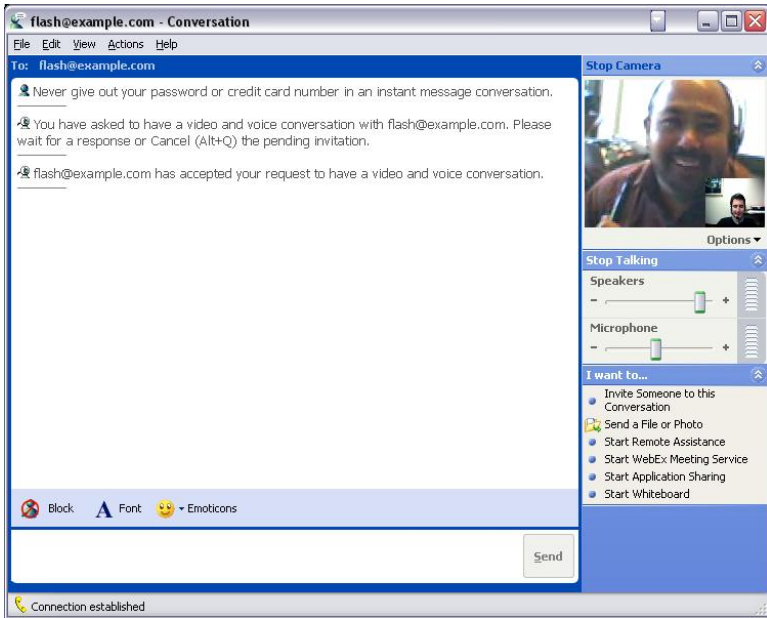 flash@example.com - Conversation
File Edit View Actions Help
To: flash@example.com
Never give out your password or credit card number in an instant message conversation.
You have asked to have a video and voice conversation with flash@example.com. Please
wait for a response or Cancel (Alt+Q) the pending invitation.
flash@example.com has accepted your request to have a video and voice conversation.
Block Font Emoticons
Send
Connection established
Stop Camera
Options
Stop Talking
Speakers
- +
Microphone
- +
I want to...
Invite Someone to this
Conversation
Send a File or Photo
Start Remote Assistance
Start WebEx Meeting Service
Start Application Sharing
Start Whiteboard